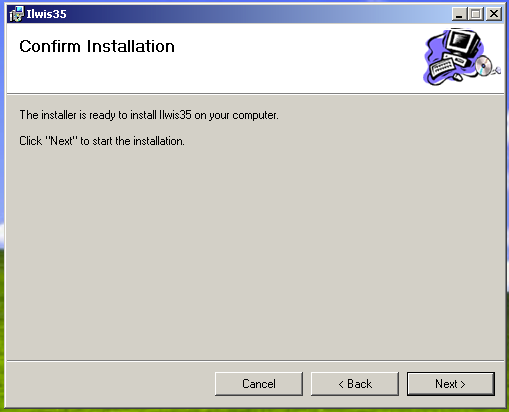 Ilwis35
Confirm Installation
The installer is ready to install Ilwis35 on your computer.
Click "Next" to start the installation.
Cancel
< Back
Next >